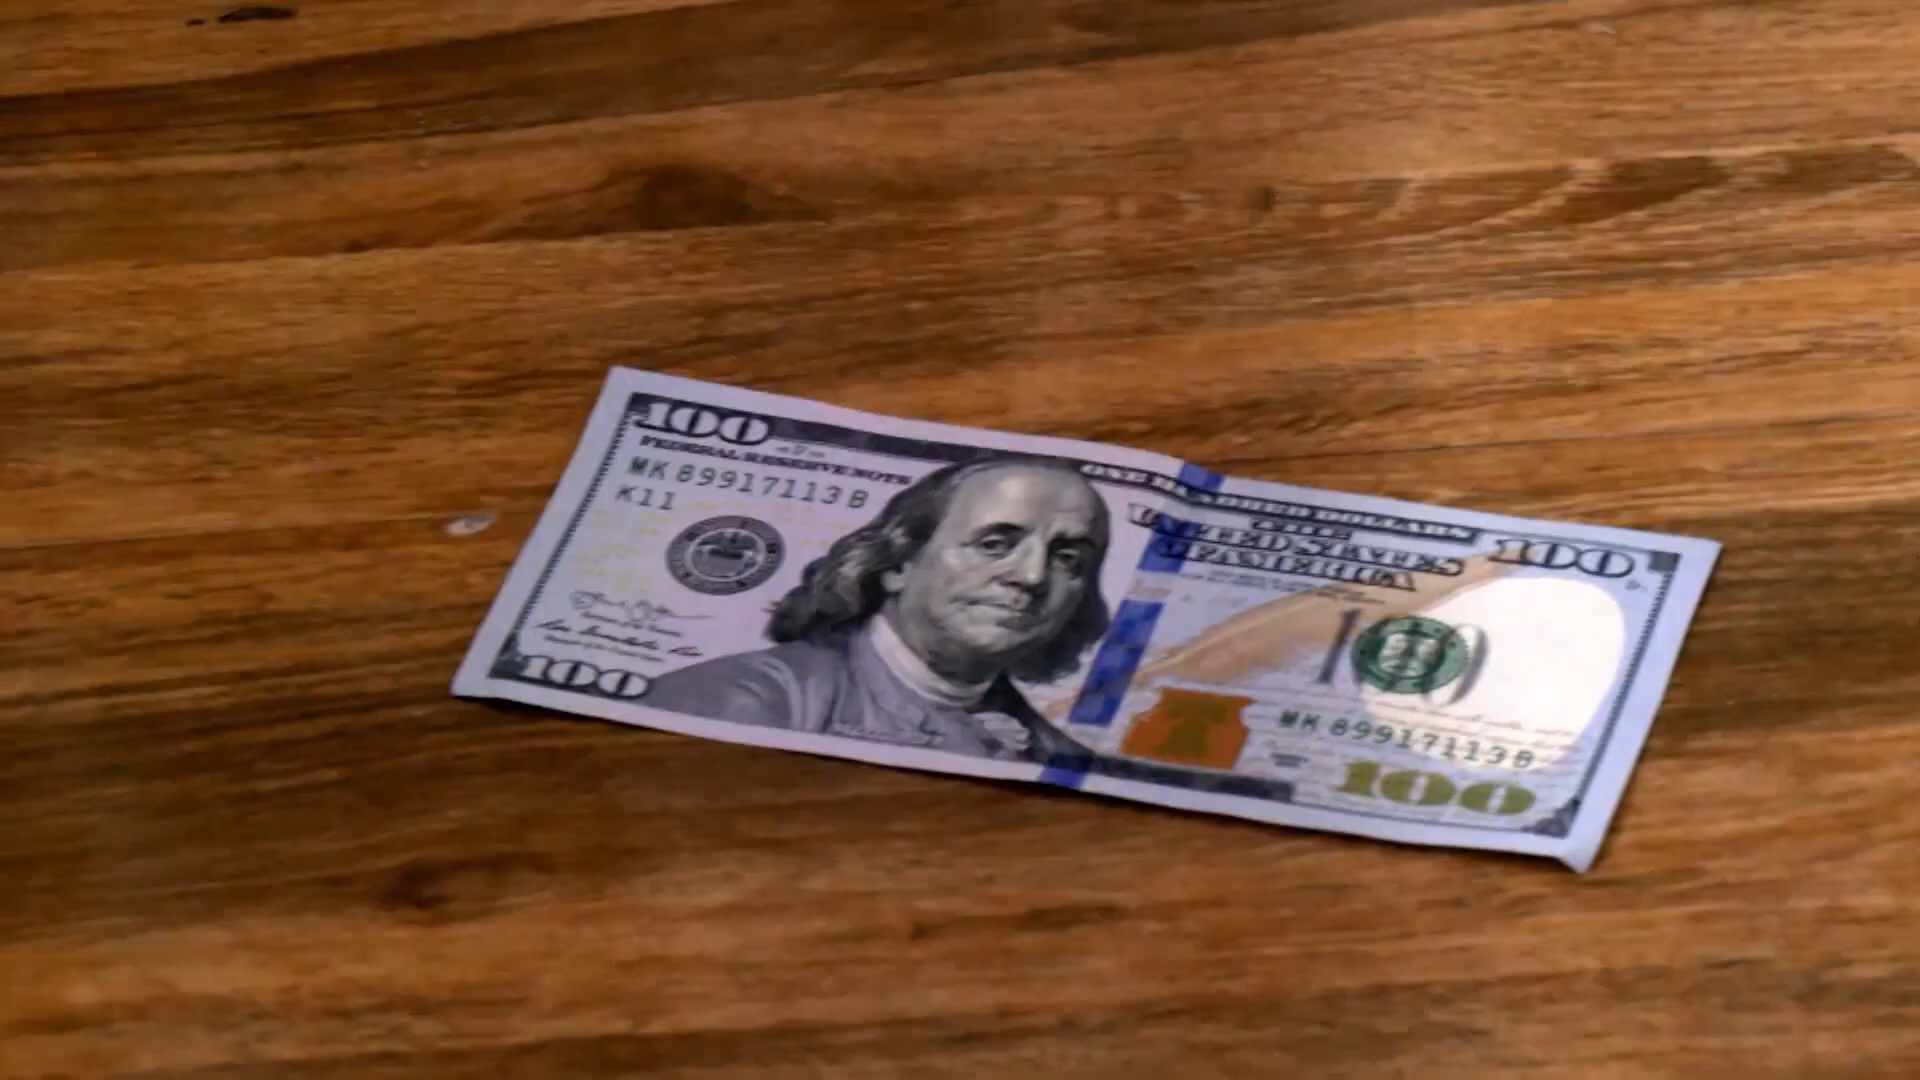 100
FEDERAL RESERVE NOTE
MK 89917113 B
K11
100
ONE HUNDRED DOLLARS
THE
UNITED STATES
OF AMERICA
100
100
MK 89917113 B
100